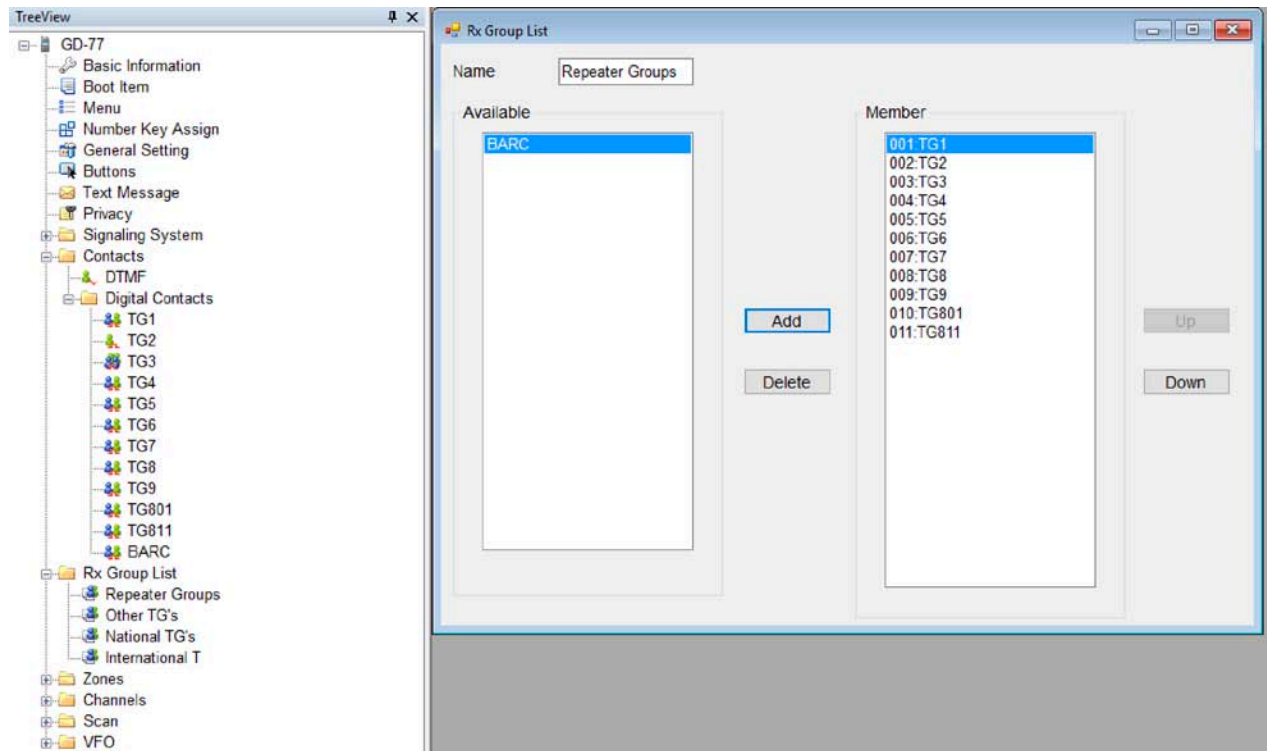 TreeView
GD-77
Basic Information
Boot Item
Menu
Number Key Assign
General Setting
Buttons
Text Message
Privacy
Signaling System
Contacts
DTMF
Digital Contacts
TG1
TG2
TG3
TG4
TG5
TG6
TG7
TG8
TG9
TG801
TG811
BARC
Rx Group List
Repeater Groups
Other TG's
National TG's
International T
Zones
Channels
Scan
VFO
Rx Group List
Name
Repeater Groups
Available
BARC
Add
Delete
Member
001:TG1
002:TG2
003:TG3
004:TG4
005:TG5
006:TG6
007:TG7
008:TG8
009:TG9
010:TG801
011:TG811
Up
Down